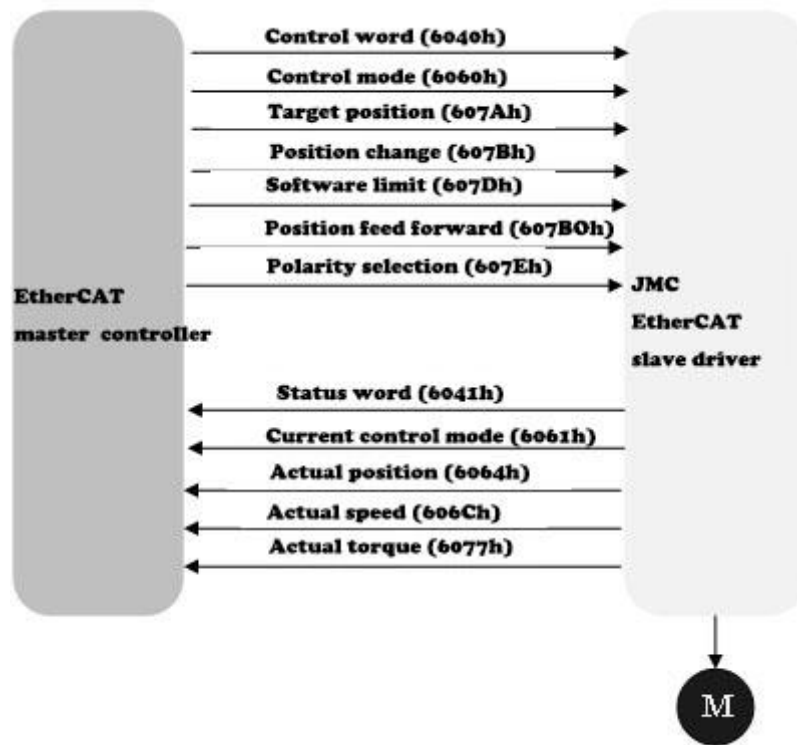 Control word (6040h)
Control mode (6060h)
Target position (607Ah)
Position change (607Bh)
Software limit (607Dh)
Position feed forward (607BOh)
Polarity selection (607Eh)
EtherCAT
master controller
JMC
EtherCAT
slave driver
Status word (6041h)
Current control mode (6061h)
Actual position (6064h)
Actual speed (606Ch)
Actual torque (6077h)
M